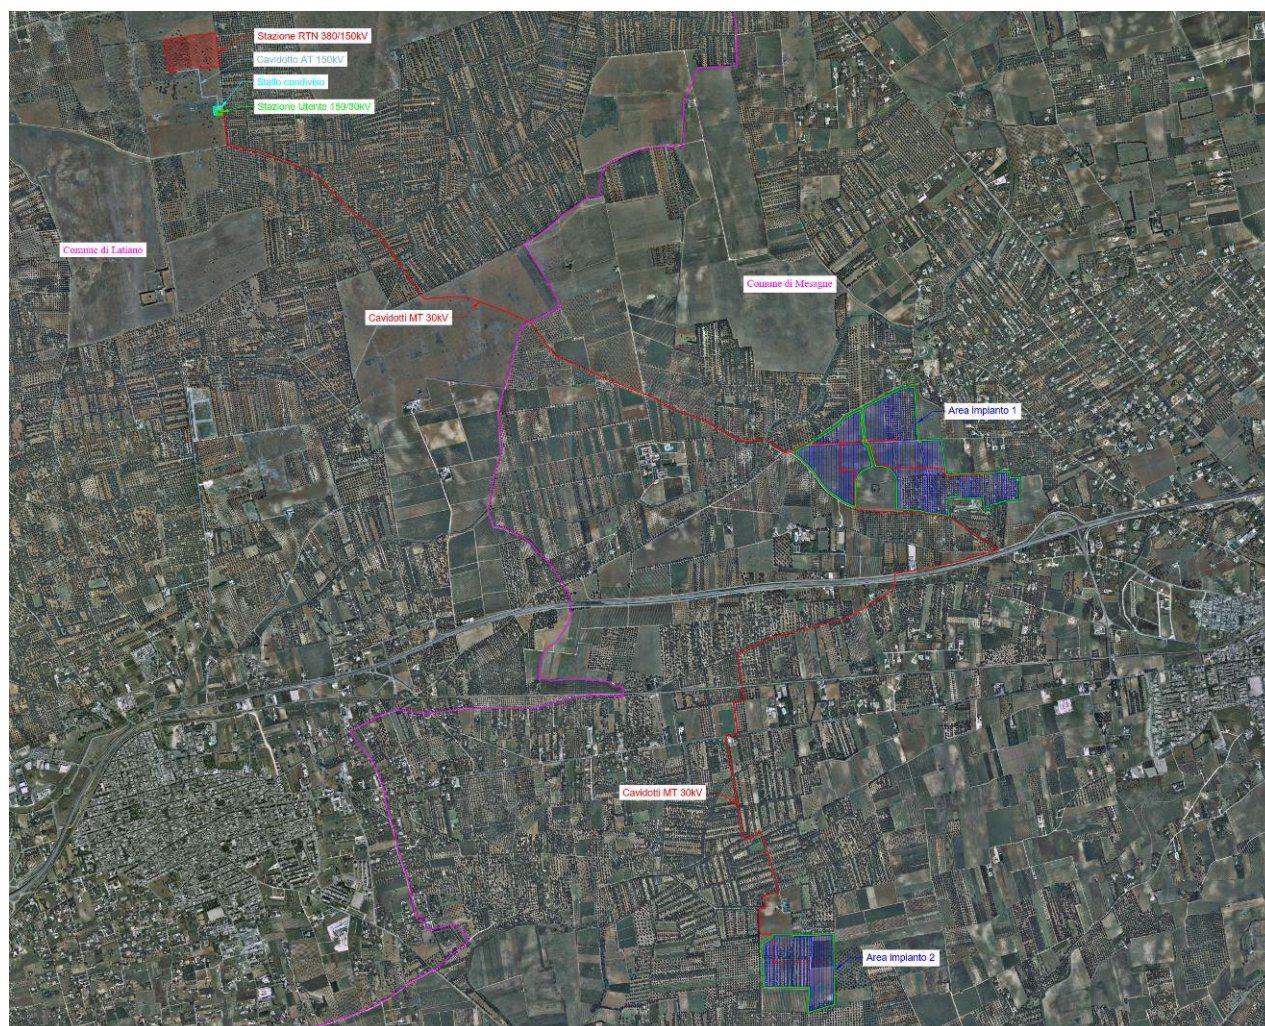 Stazione RTN 380/150kV
Cavidotto AT 150kV
Stallo condiviso
Stazione Utente 150/30kV
Comune di Latiano
Comune di Mesagne
Cavidotti MT 30kV
Area impianto 1
Cavidotti MT 30kV
Area impianto 2